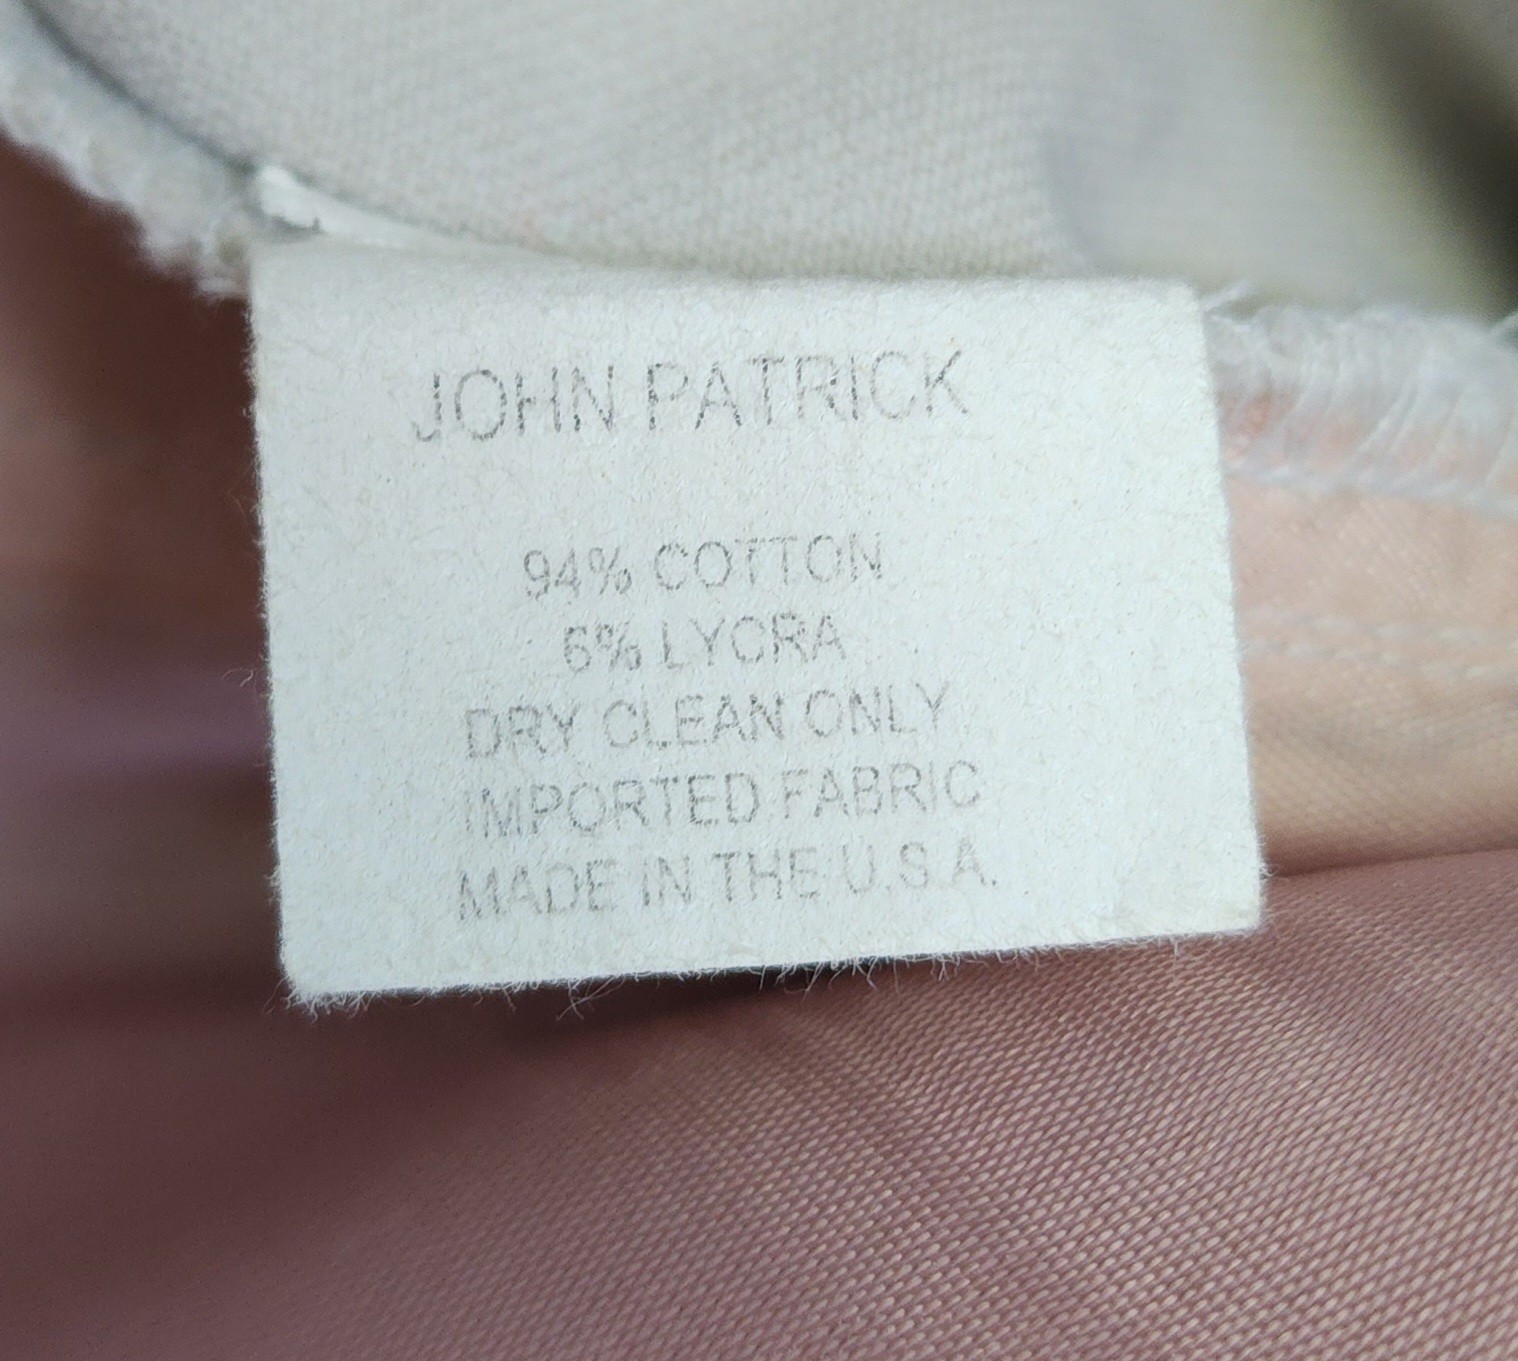 JOHN PATRICK
94% COTTON
6% LYCRA
DRY CLEAN ONLY
IMPORTED FABRIC
MADE IN THE U.S.A.